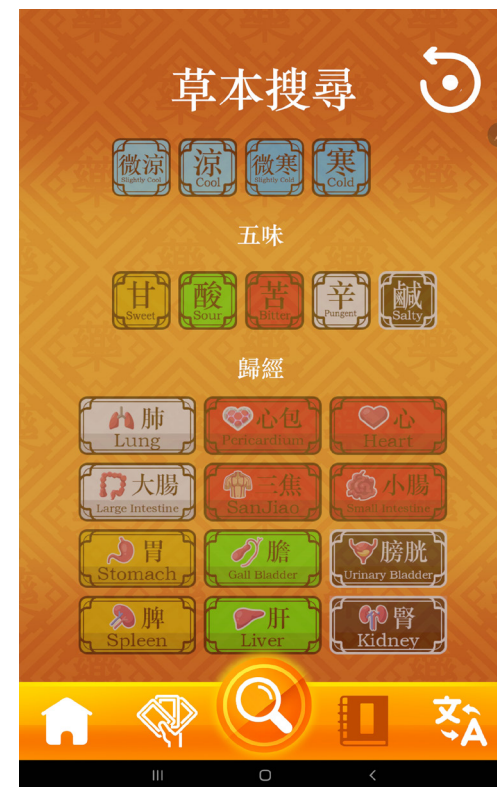 草本搜尋
微涼 涼 微寒 寒
Slightly Cool Cool Slightly Cold Cold
五味
甘 酸 苦 辛 鹹
Sweet Sour Bitter Pungent Salty
歸經
肺 心包 心
Lung Pericardium Heart
大腸 三焦 小腸
Large Intestine SanJiao Small Intestine
胃 膽 膀胱
Stomach Gall Bladder Urinary Bladder
脾 肝 腎
Spleen Liver Kidney
文 A